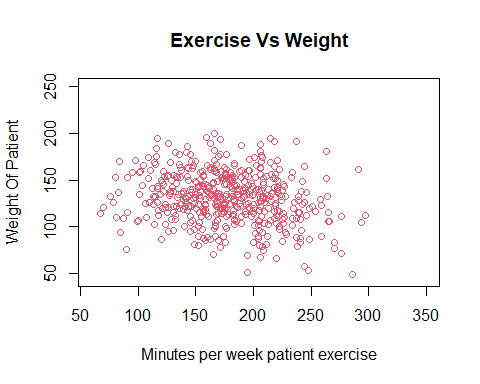 Exercise Vs Weight
Weight Of Patient
250
200
150
100
50
50 100 150 200 250 300 350
Minutes per week patient exercise